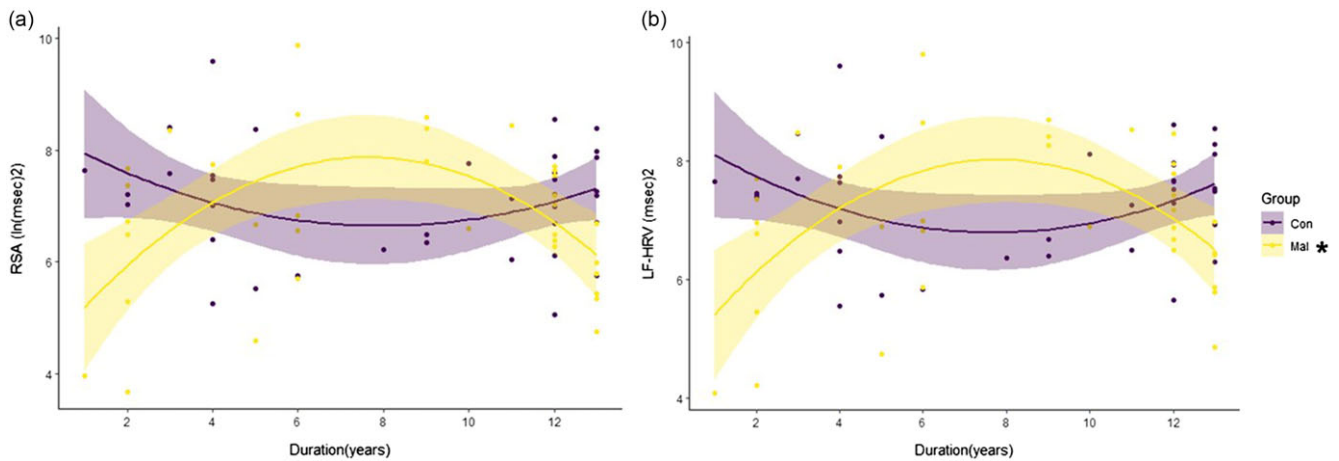 (a)
10
8
6
4
RSA (ln(msec)2)
2 4 6 8 10 12
Duration(years)
(b)
10
8
6
4
LF-HRV (msec)2)
2 4 6 8 10 12
Duration(years)
Group
Con
Mal *